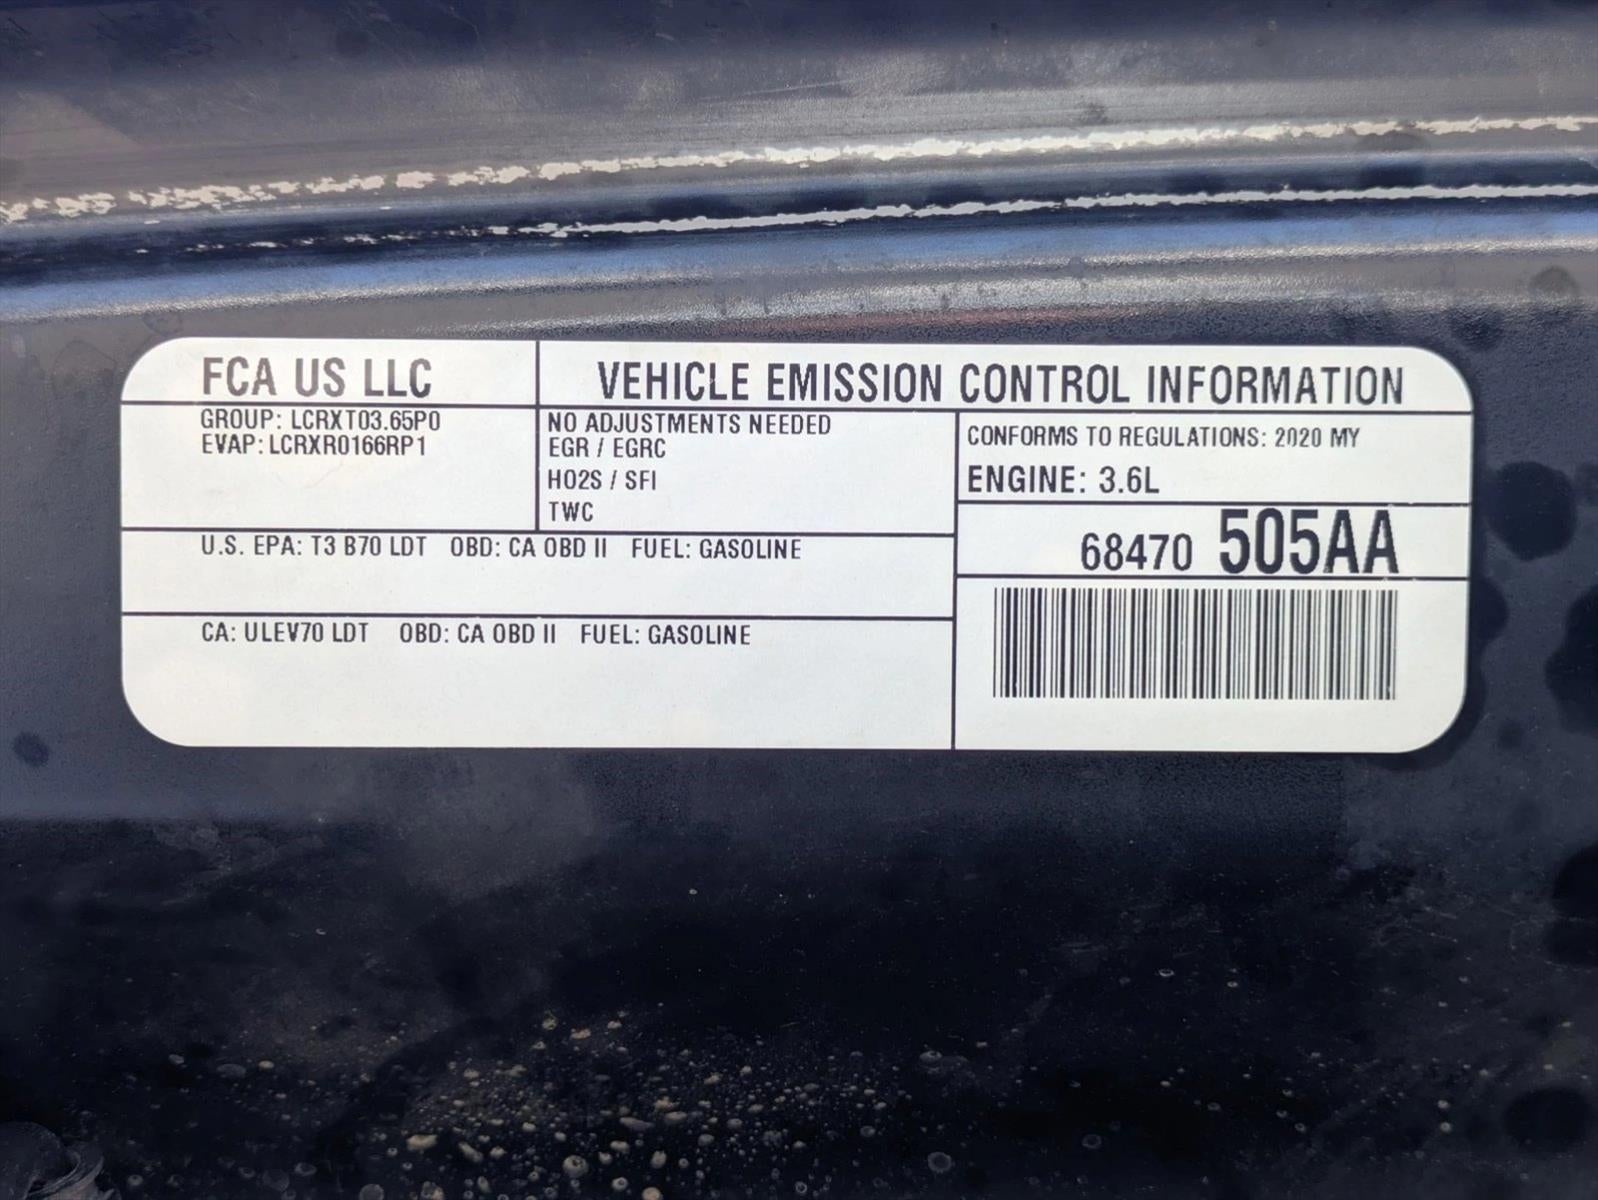 FCA US LLC
VEHICLE EMISSION CONTROL INFORMATION
GROUP: LCRXT03.65P0
EVAP: LCRXR0166RP1
NO ADJUSTMENTS NEEDED
EGR / EGRC
HO2S / SFI
TWC
CONFORMS TO REGULATIONS: 2020 MY
ENGINE: 3.6L
U.S. EPA: T3 B70 LDT OBD: CA OBD II FUEL: GASOLINE
68470 505AA
CA: ULEV70 LDT OBD: CA OBD II FUEL: GASOLINE